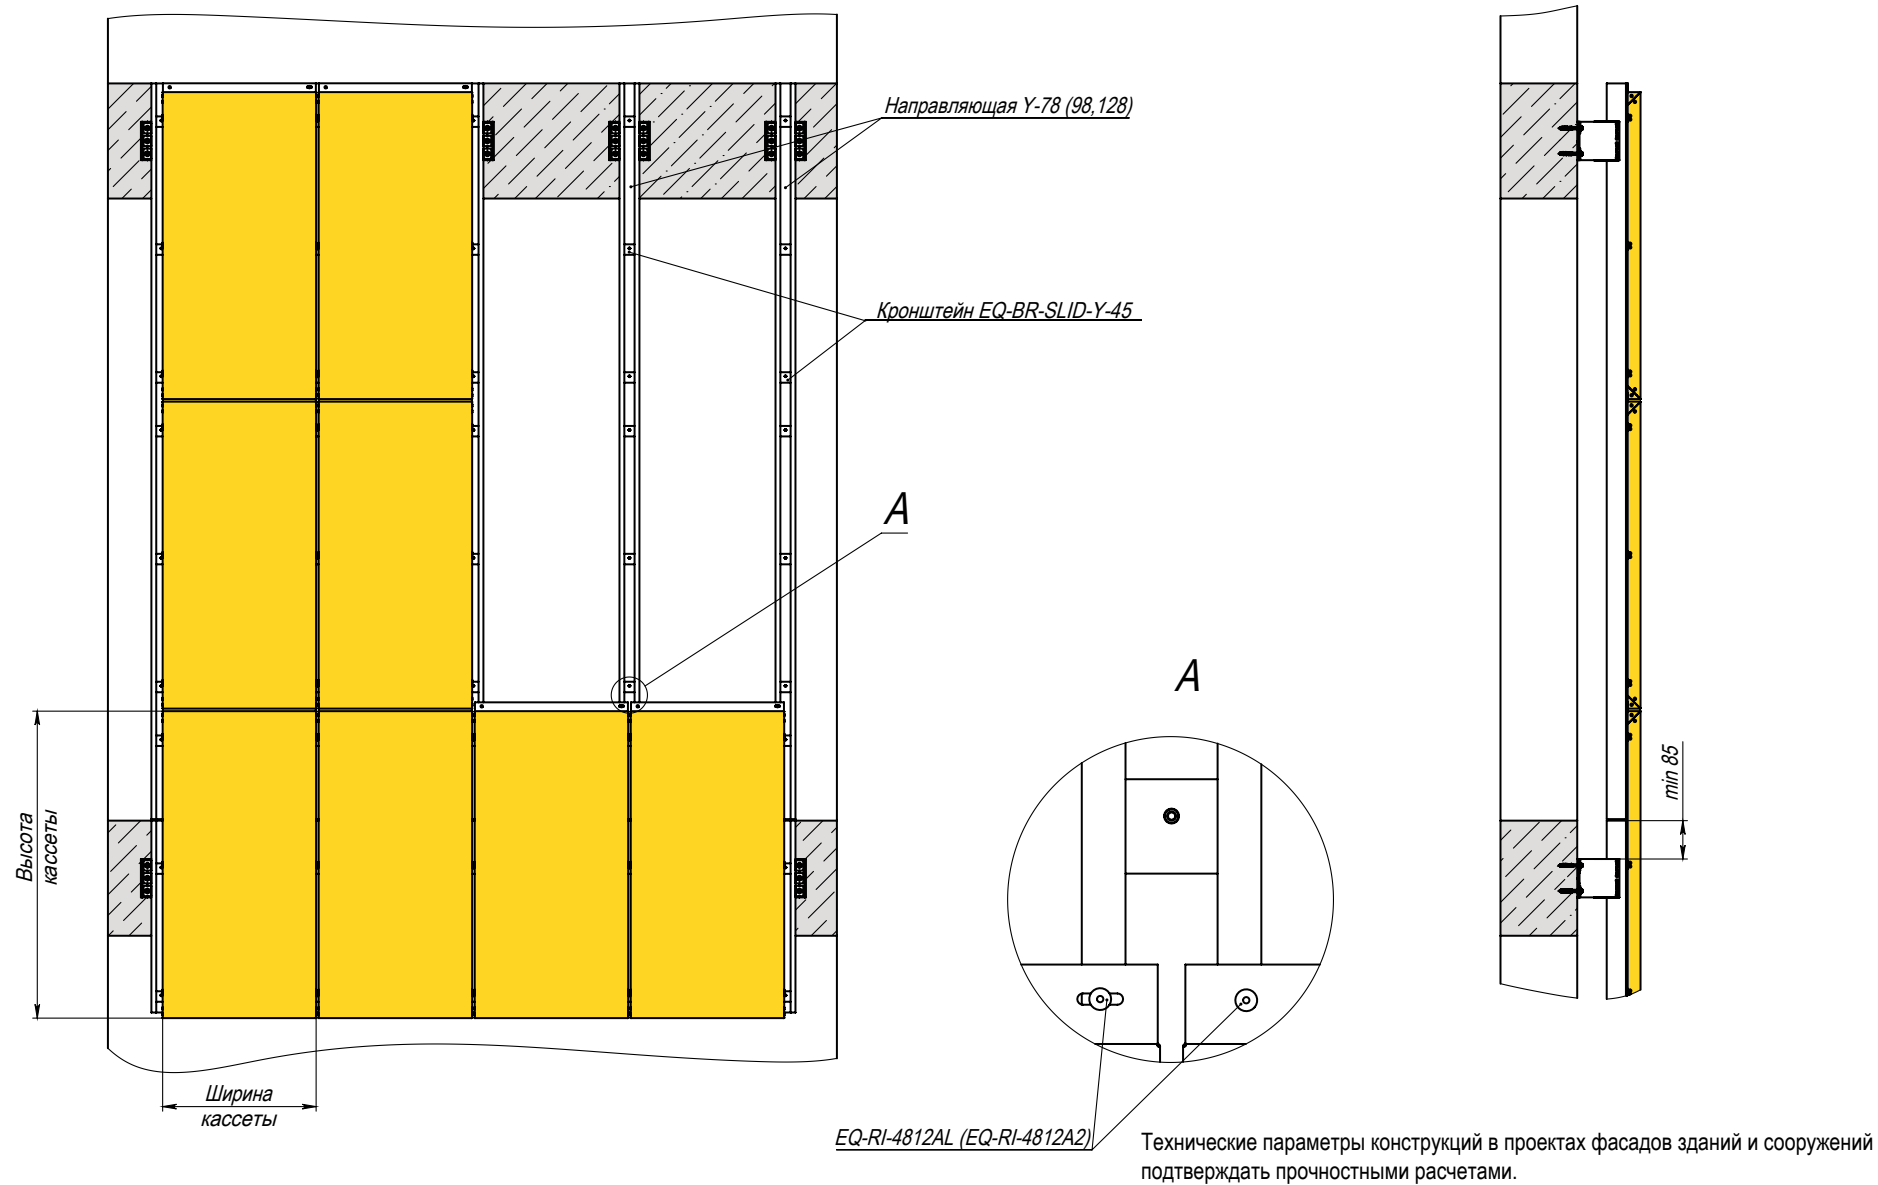 Направляющая Y-78 (98,128)
Кронштейн EQ-BR-SLID-Y-45
A
A
min 85
Высота
кассеты
Ширина
кассеты
EQ-RI-4812AL (EQ-RI-4812A2)
Технические параметры конструкций в проектах фасадов зданий и сооружений
подтверждать прочностными расчетами.